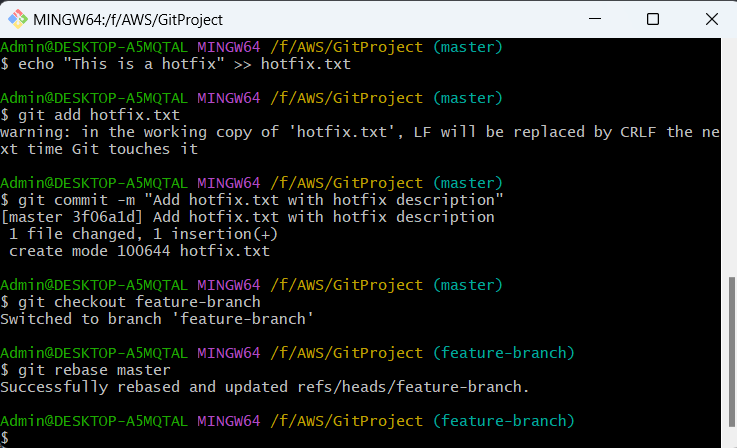 MINGW64:/f/AWS/GitProject
Admin@DESKTOP-A5MQTAL MINGW64 /f/AWS/GitProject (master)
$ echo "This is a hotfix" >> hotfix.txt
Admin@DESKTOP-A5MQTAL MINGW64 /f/AWS/GitProject (master)
$ git add hotfix.txt
warning: in the working copy of 'hotfix.txt', LF will be replaced by CRLF the ne
xt time Git touches it
Admin@DESKTOP-A5MQTAL MINGW64 /f/AWS/GitProject (master)
$ git commit -m "Add hotfix.txt with hotfix description"
[master 3f06a1d] Add hotfix.txt with hotfix description
 1 file changed, 1 insertion(+)
 create mode 100644 hotfix.txt
Admin@DESKTOP-A5MQTAL MINGW64 /f/AWS/GitProject (master)
$ git checkout feature-branch
Switched to branch 'feature-branch'
Admin@DESKTOP-A5MQTAL MINGW64 /f/AWS/GitProject (feature-branch)
$ git rebase master
Successfully rebased and updated refs/heads/feature-branch.
Admin@DESKTOP-A5MQTAL MINGW64 /f/AWS/GitProject (feature-branch)
$